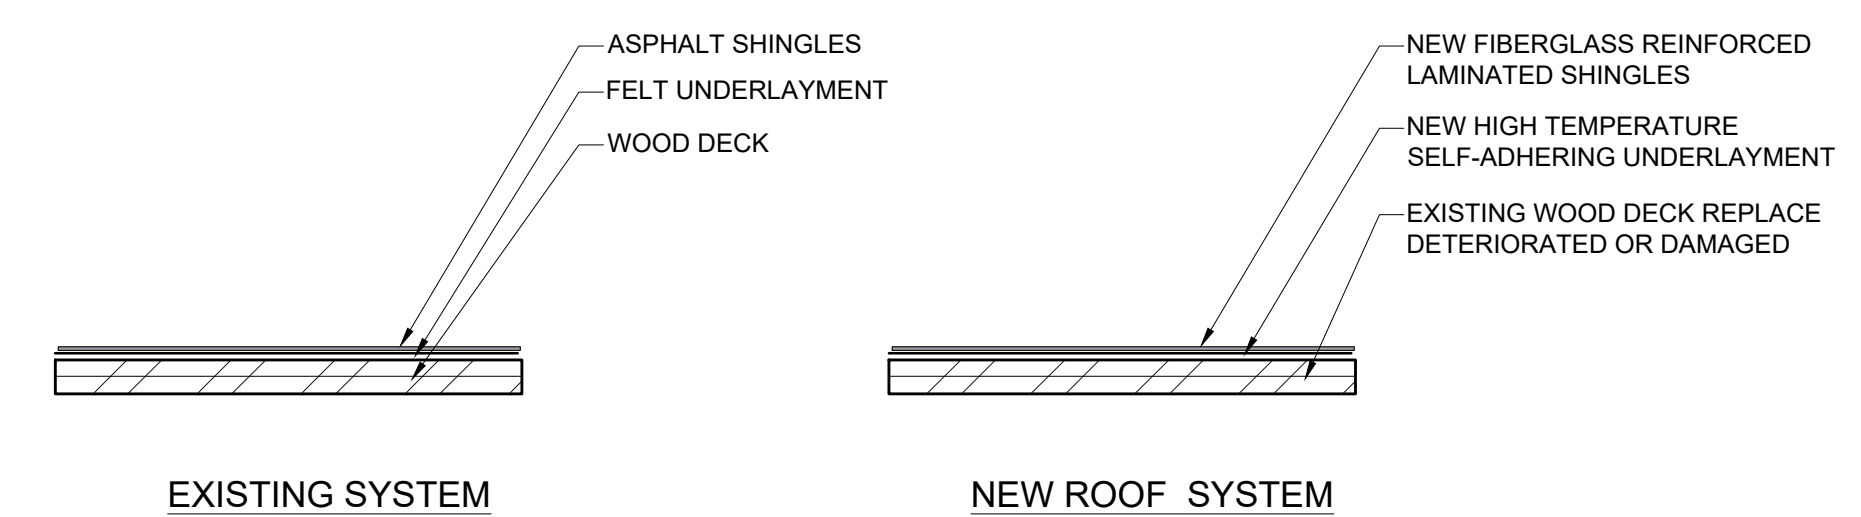 ASPHALT SHINGLES
FELT UNDERLAYMENT
WOOD DECK
EXISTING SYSTEM
NEW FIBERGLASS REINFORCED
LAMINATED SHINGLES
NEW HIGH TEMPERATURE
SELF-ADHERING UNDERLAYMENT
EXISTING WOOD DECK REPLACE
DETERIORATED OR DAMAGED
NEW ROOF SYSTEM